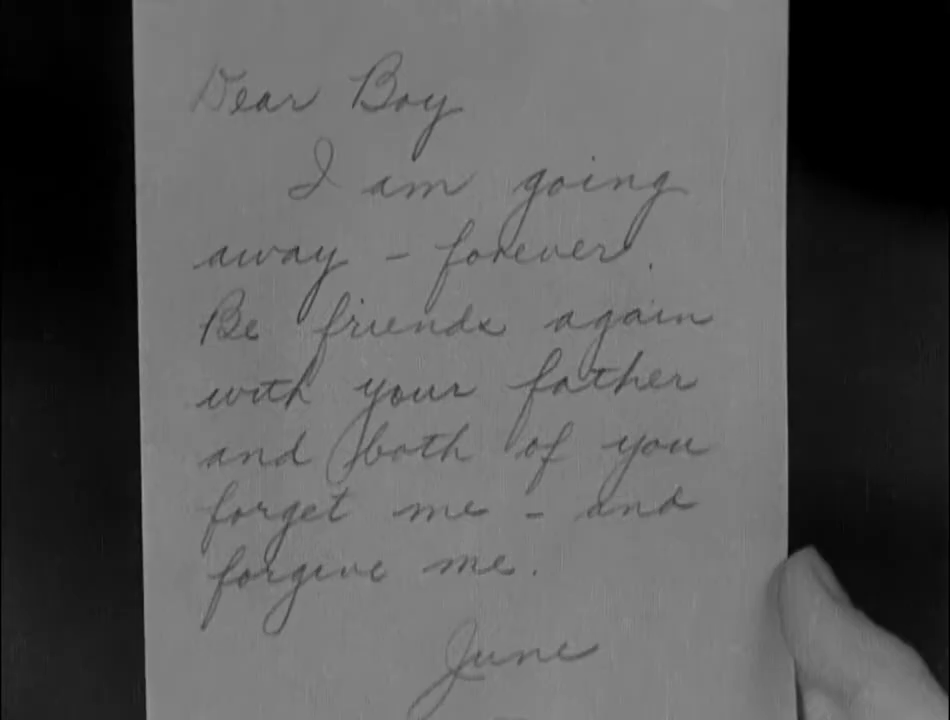 Dear Boy
I am going
away – forever.
Be friends again
with your father
and both of you
forget me – and
forgive me.
June